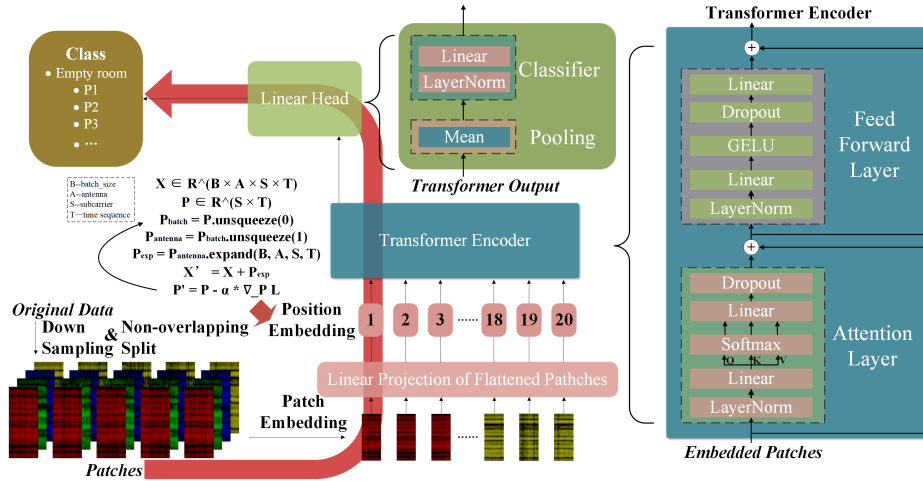 Class
Empty room
P1
P2
P3
...
Linear Head
Linear
LayerNorm
Classifier
Mean
Pooling
Transformer Output
B--batch_size
A--antenna
S--subcarrier
T—time sequence
X ∈ R^(B × A × S × T)
P ∈ R^(S × T)
Pbatch = P.unsqueeze(0)
Pantenna = Pbatch.unsqueeze(1)
Pexp = Pantenna.expand(B, A, S, T)
X' = X + Pexp
P' = P - α * ∇_P L
Transformer Encoder
Original Data
Down Sampling
&
Non-overlapping Split
Position Embedding
1 2 3 ...... 18 19 20
Linear Projection of Flattened Pathches
Patch Embedding
......
Patches
Transformer Encoder
+
Linear
Dropout
GELU
Linear
LayerNorm
Feed Forward Layer
+
Dropout
Linear
Softmax
Q K V
Linear
LayerNorm
Attention Layer
Embedded Patches